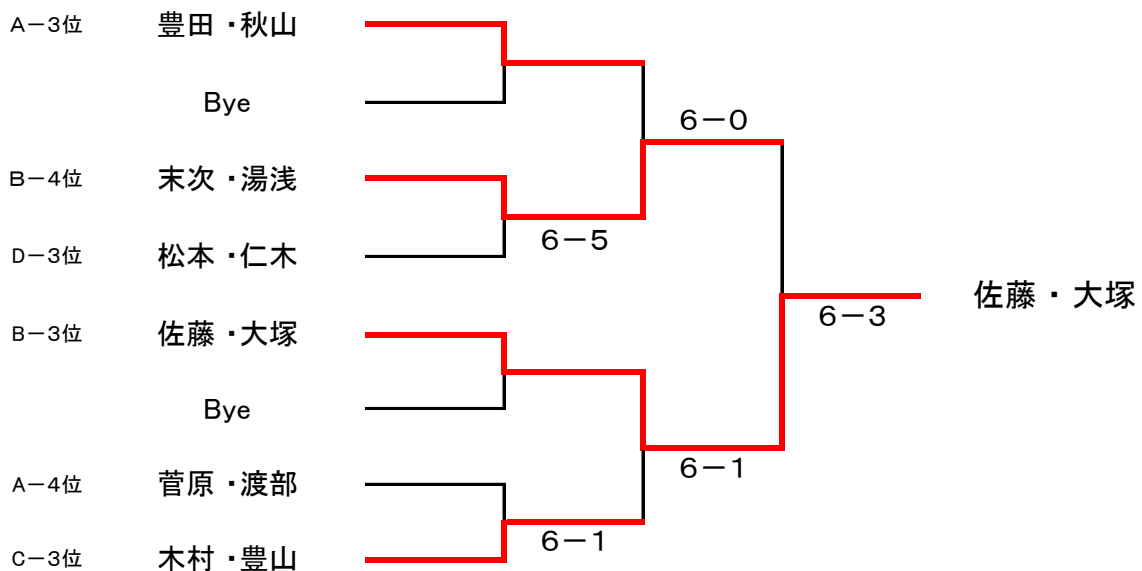 A－3位 豊田・秋山
Bye
6－0
B－4位 末次・湯浅
6－5
D－3位 松本・仁木
佐藤・大塚
6－3
B－3位 佐藤・大塚
Bye
6－1
A－4位 菅原・渡部
6－1
C－3位 木村・豊山